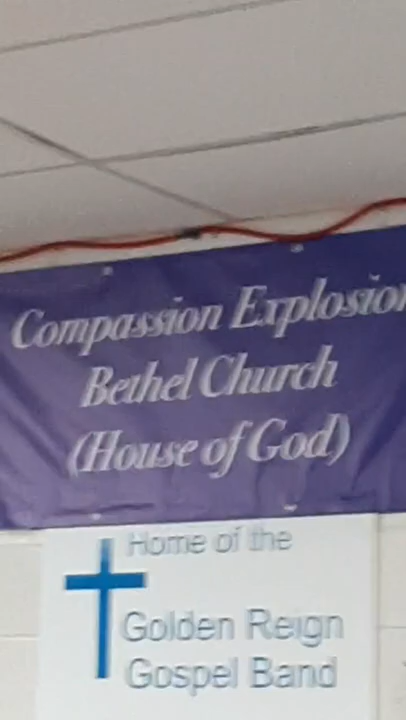 Compassion Explosion
Bethel Church
(House of God)
Home of the
Golden Reign
Gospel Band